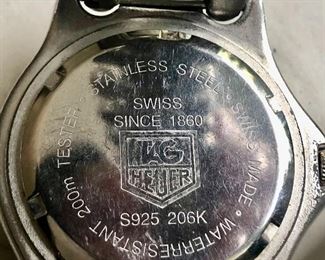 STAINLESS STEEL • SWISS MADE • WATERRESISTANT 200m TESTED
SWISS
SINCE 1860
TAG
HEUER
S925 206K